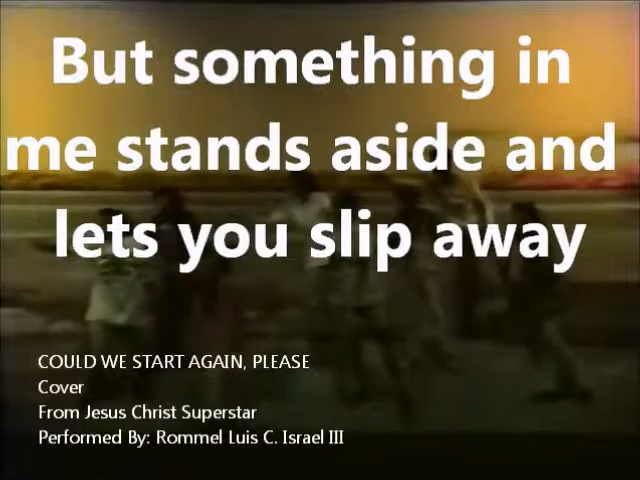 But something in
me stands aside and
lets you slip away
COULD WE START AGAIN, PLEASE
Cover
From Jesus Christ Superstar
Performed By: Rommel Luis C. Israel III